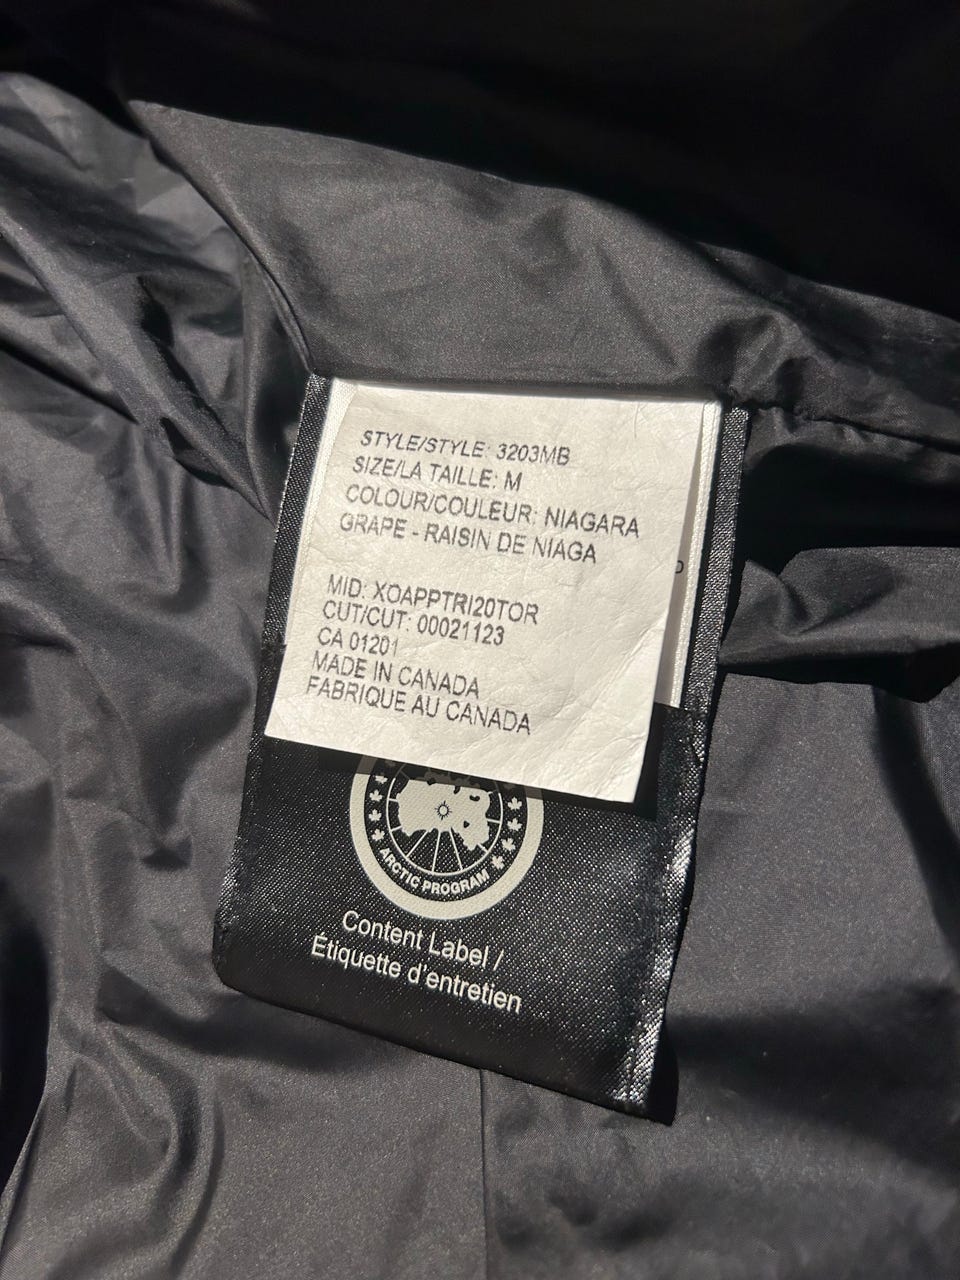 STYLE/STYLE: 3203MB
SIZE/LA TAILLE: M
COLOUR/COULEUR: NIAGARA
GRAPE - RAISIN DE NIAGA
MID: XOAPPTRI20TOR
CUT/CUT: 00021123
CA 01201
MADE IN CANADA
FABRIQUE AU CANADA
ARCTIC PROGRAM
Content Label /
Étiquette d'entretien